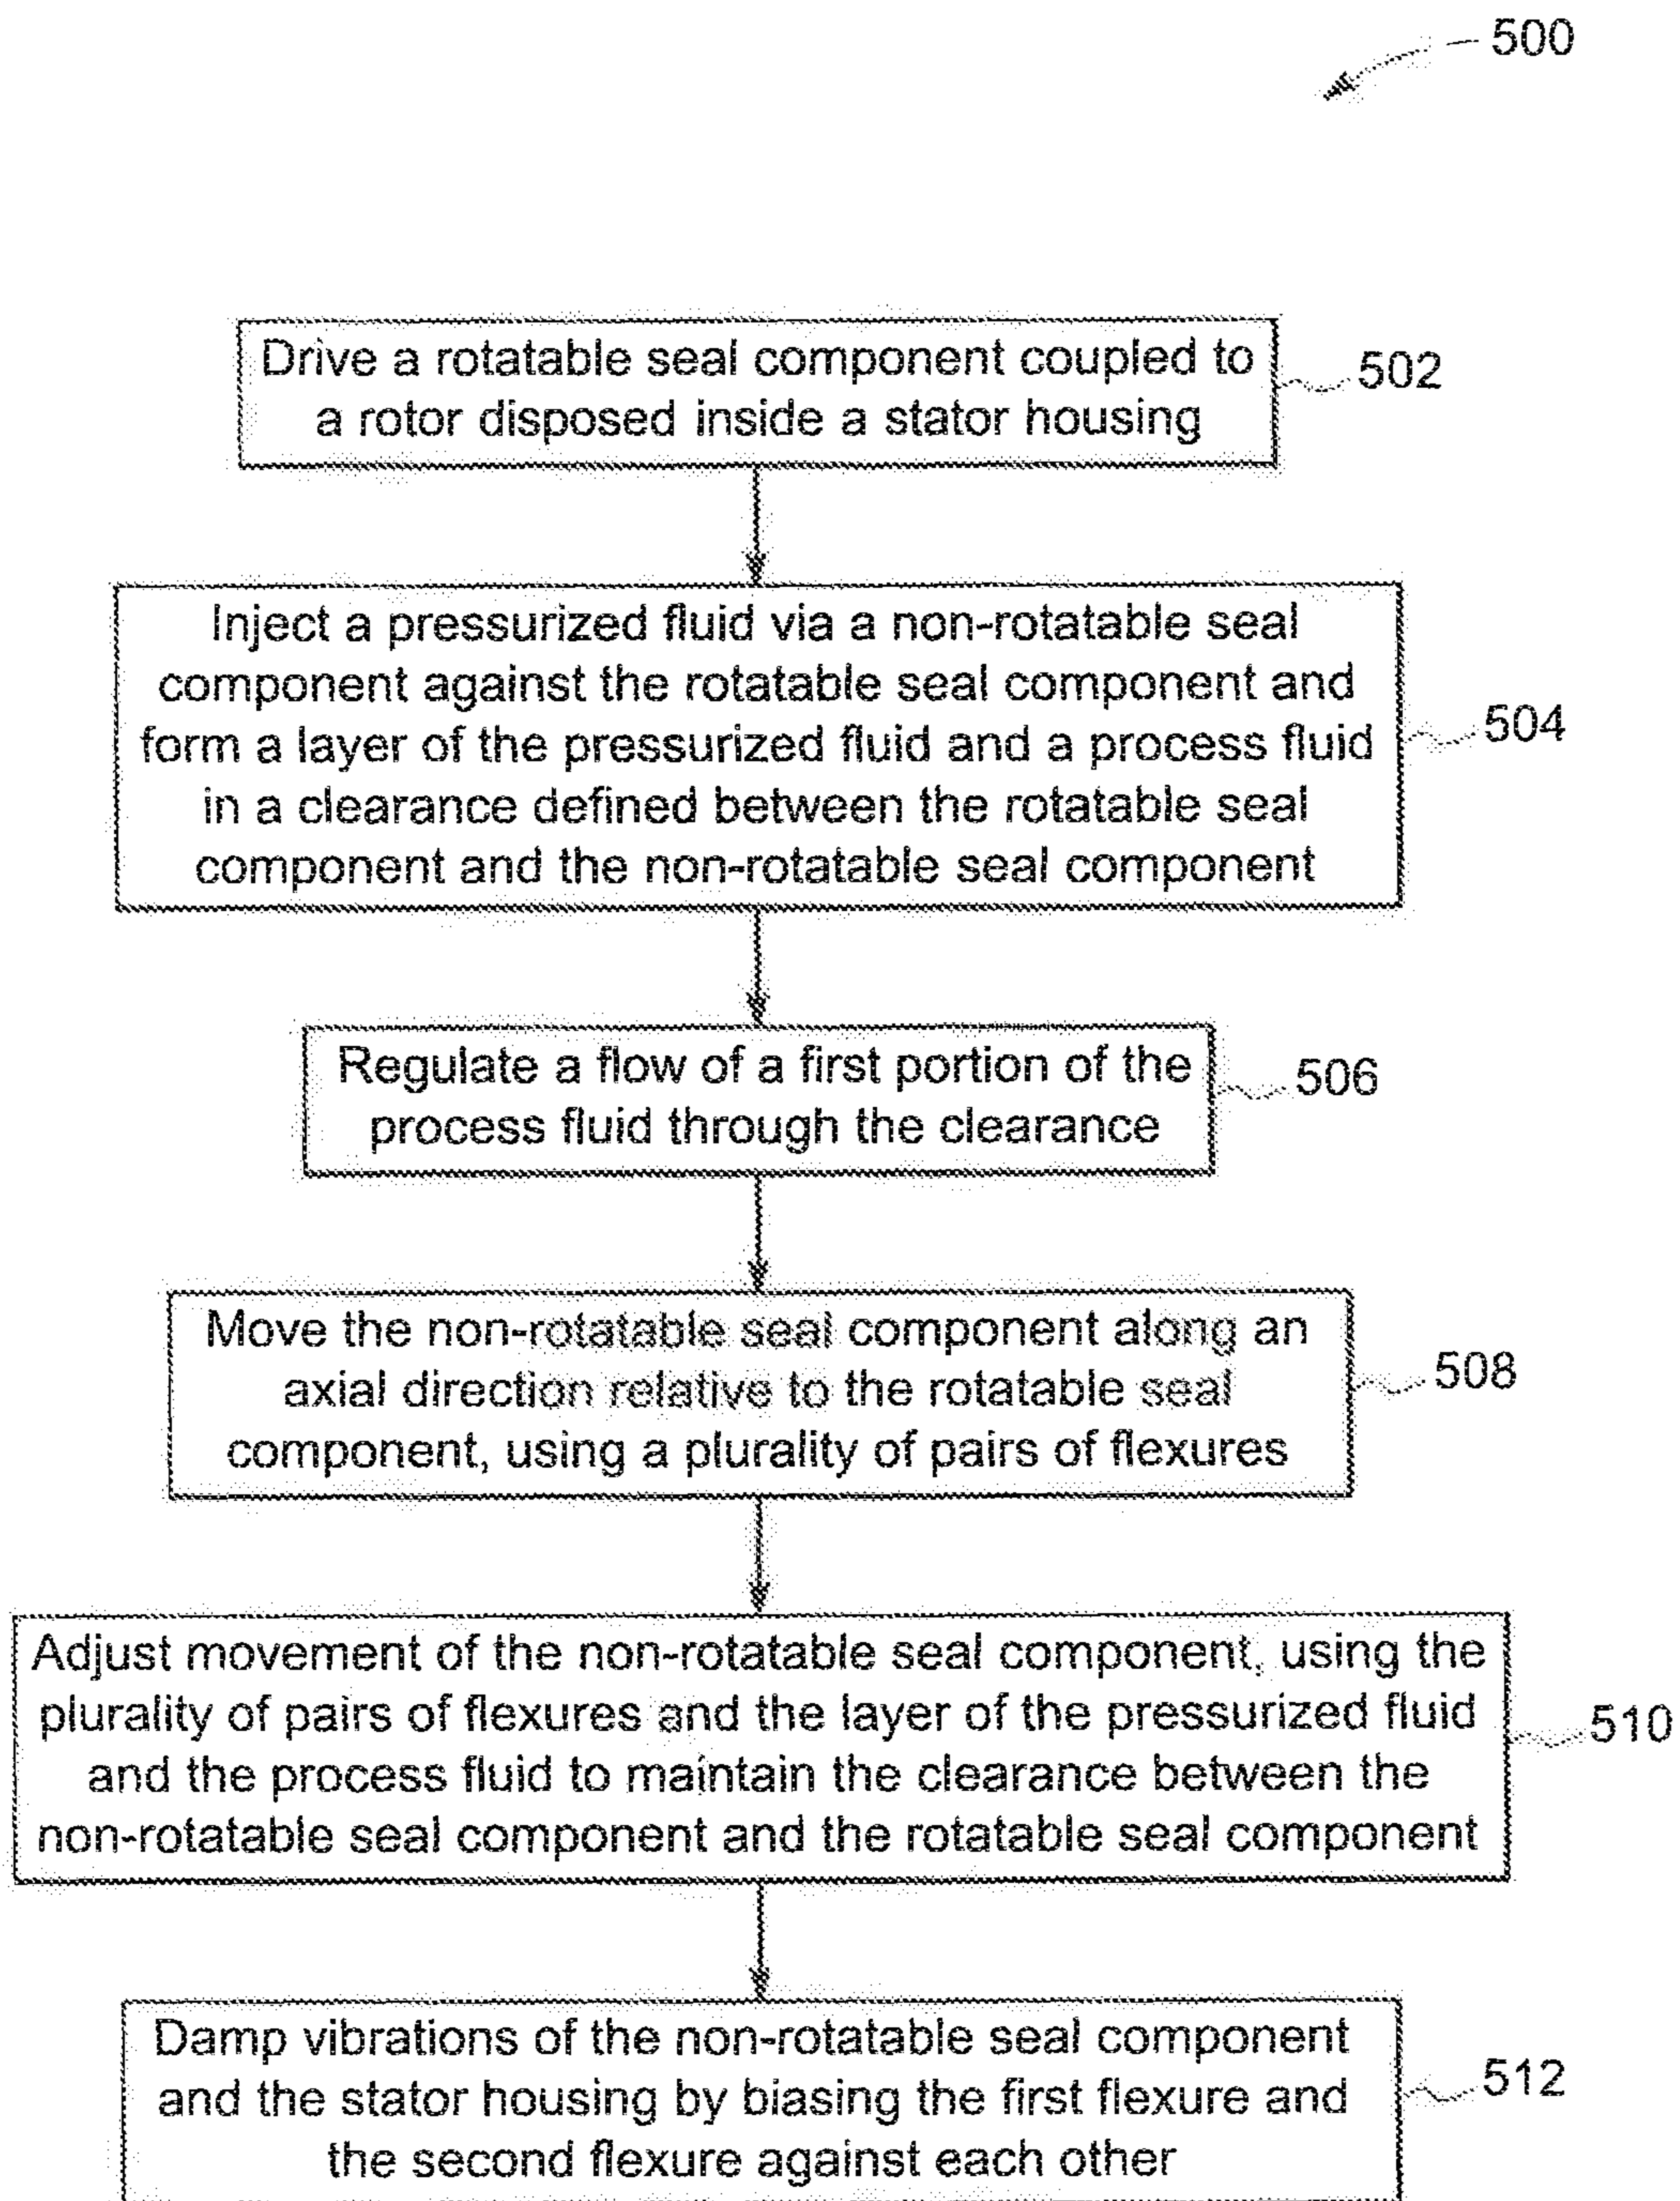 500
Drive a rotatable seal component coupled to
a rotor disposed inside a stator housing
502
Inject a pressurized fluid via a non-rotatable seal
component against the rotatable seal component and
form a layer of the pressurized fluid and a process fluid
in a clearance defined between the rotatable seal
component and the non-rotatable seal component
504
Regulate a flow of a first portion of the
process fluid through the clearance
506
Move the non-rotatable seal component along an
axial direction relative to the rotatable seal
component, using a plurality of pairs of flexures
508
Adjust movement of the non-rotatable seal component, using the
plurality of pairs of flexures and the layer of the pressurized fluid
and the process fluid to maintain the clearance between the
non-rotatable seal component and the rotatable seal component
510
Damp vibrations of the non-rotatable seal component
and the stator housing by biasing the first flexure and
the second flexure against each other
512